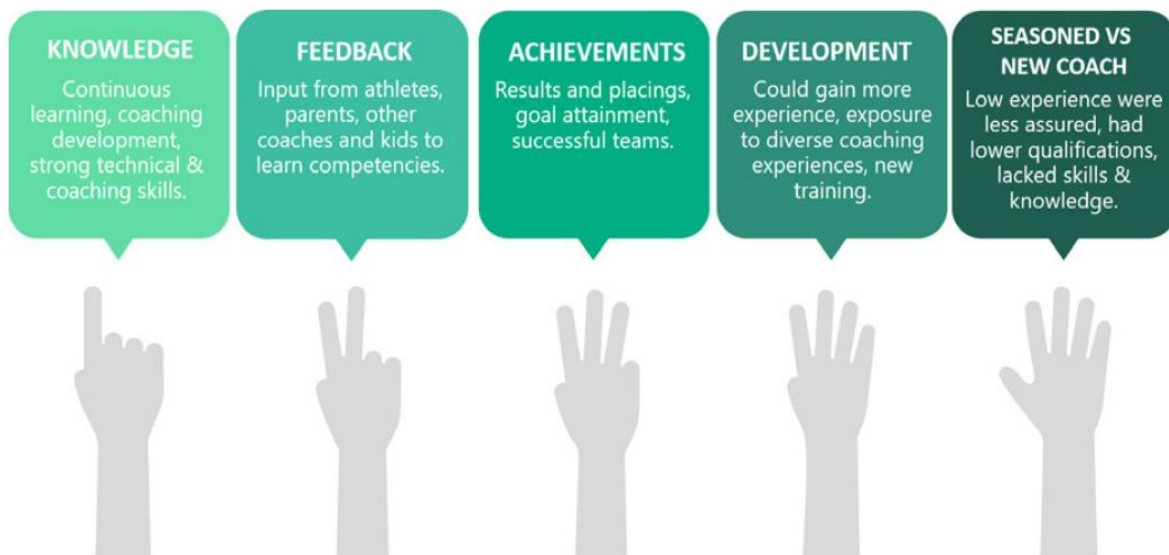 KNOWLEDGE
Continuous
learning, coaching
development,
strong technical &
coaching skills.
FEEDBACK
Input from athletes,
parents, other
coaches and kids to
learn competencies.
ACHIEVEMENTS
Results and placings,
goal attainment,
successful teams.
DEVELOPMENT
Could gain more
experience, exposure
to diverse coaching
experiences, new
training.
SEASONED VS
NEW COACH
Low experience were
less assured, had
lower qualifications,
lacked skills &
knowledge.